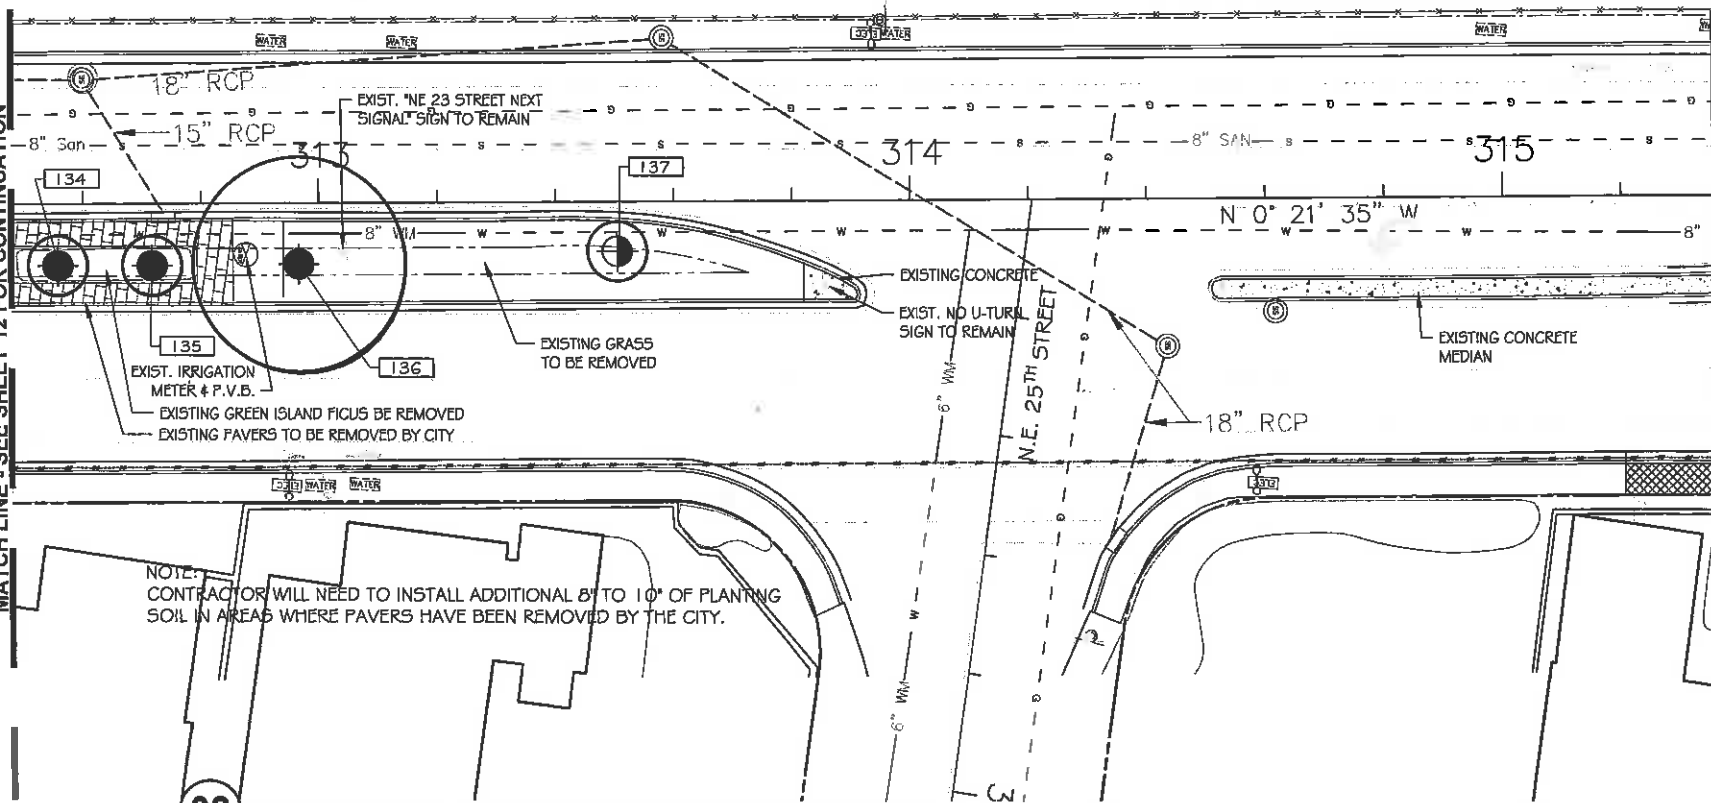 WATER
WATER
ELEC
WATER
WATER
18" RCP
EXIST. "NE 23 STREET NEXT
SIGNAL" SIGN TO REMAIN
15" RCP
8" San
313
314
8" SAN
315
134
137
N 0° 21' 35" W
8" WM
8"
EXISTING CONCRETE
EXIST. NO U-TURN
SIGN TO REMAIN
EXISTING GRASS
TO BE REMOVED
EXISTING CONCRETE
MEDIAN
135
136
EXIST. IRRIGATION
METER & P.V.B.
EXISTING GREEN ISLAND FICUS BE REMOVED
EXISTING PAVERS TO BE REMOVED BY CITY
N.E. 25TH STREET
6" WM
18" RCP
MATCH LINE - SEE SHEET 12 FOR CONTINUATION
ELEC
WATER
WATER
ELEC
NOTE:
CONTRACTOR WILL NEED TO INSTALL ADDITIONAL 8" TO 10" OF PLANTING
SOIL IN AREAS WHERE PAVERS HAVE BEEN REMOVED BY THE CITY.
6" WM
3